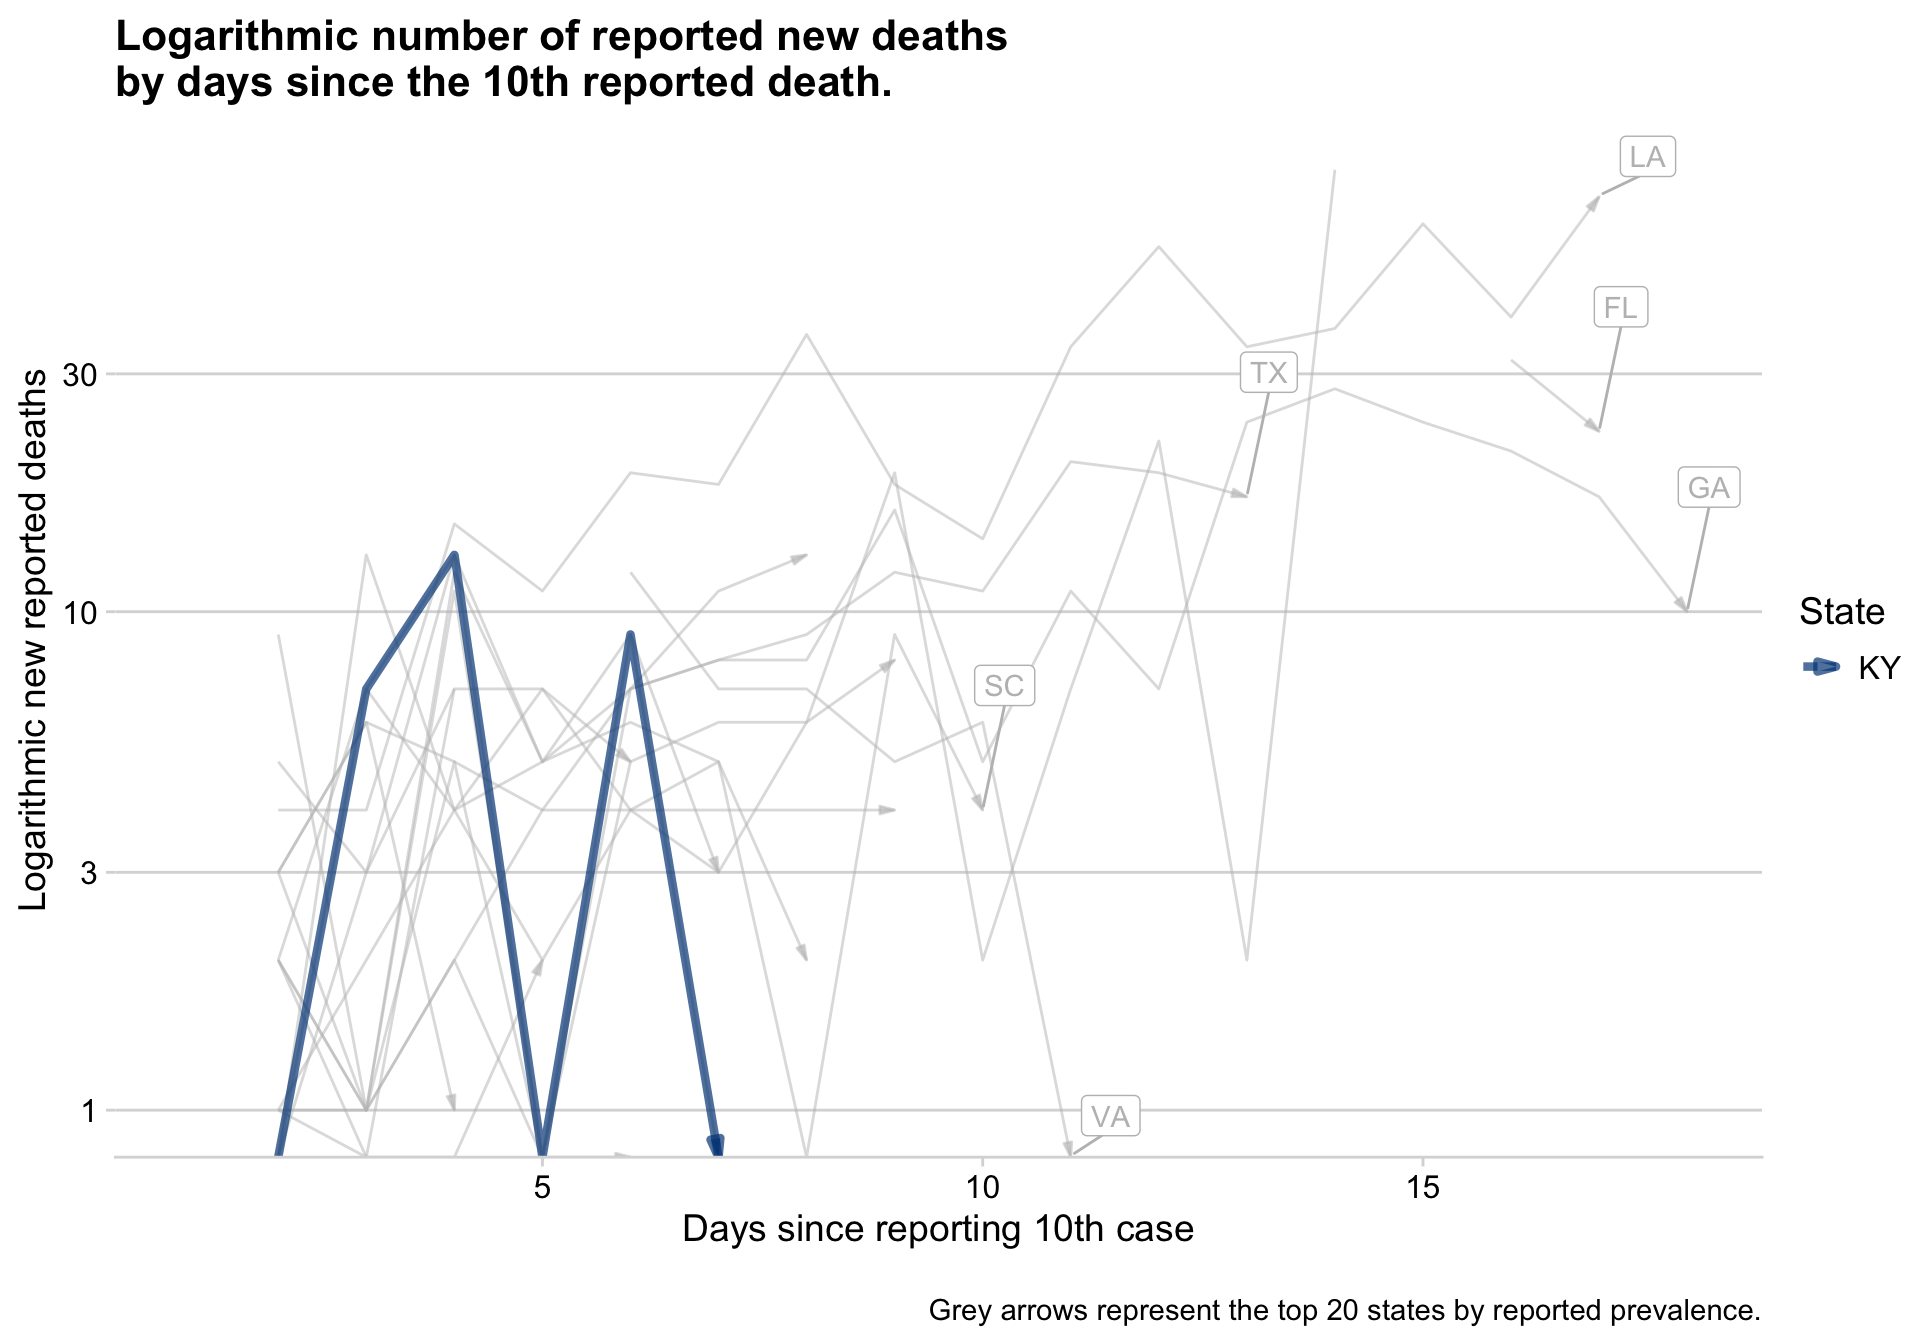 Logarithmic number of reported new deaths
by days since the 10th reported death.
LA
FL
TX
30
GA
10
SC
3
VA
1
Logarithmic new reported deaths
State
KY
5
10
15
Days since reporting 10th case
Grey arrows represent the top 20 states by reported prevalence.